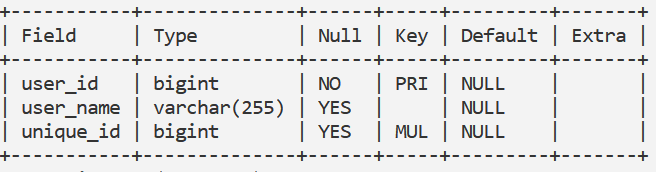 +-----------+--------------+------+-----+---------+-------+
| Field     | Type         | Null | Key | Default | Extra |
+-----------+--------------+------+-----+---------+-------+
| user_id   | bigint       | NO   | PRI | NULL    |       |
| user_name | varchar(255) | YES  |     | NULL    |       |
| unique_id | bigint       | YES  | MUL | NULL    |       |
+-----------+--------------+------+-----+---------+-------+